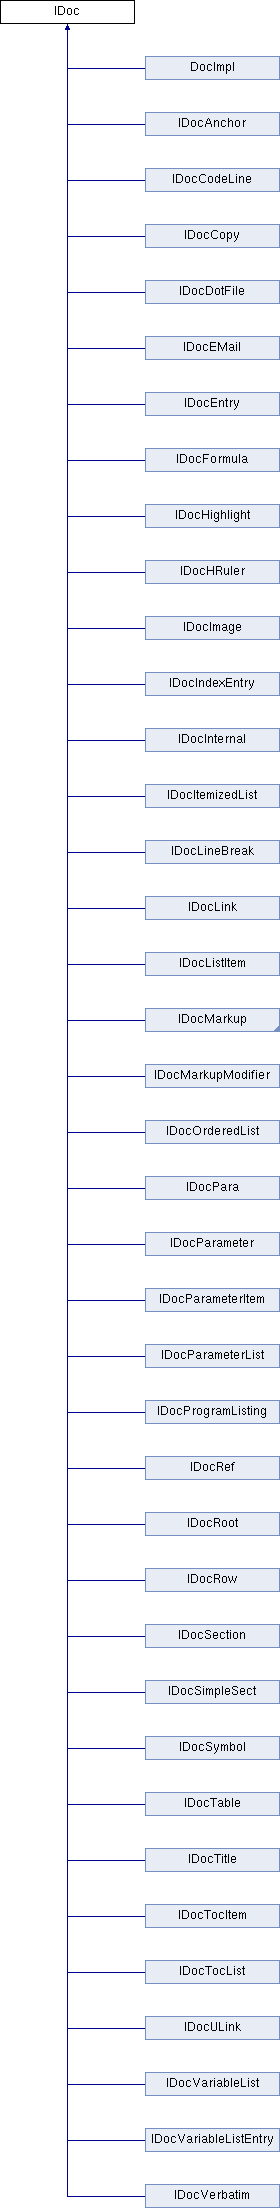 IDoc
DocImpl
IDocAnchor
IDocCodeLine
IDocCopy
IDocDotFile
IDocEMail
IDocEntry
IDocFormula
IDocHighlight
IDocHRuler
IDocImage
IDocIndexEntry
IDocInternal
IDocItemizedList
IDocLineBreak
IDocLink
IDocListItem
IDocMarkup
IDocMarkupModifier
IDocOrderedList
IDocPara
IDocParameter
IDocParameterItem
IDocParameterList
IDocProgramListing
IDocRef
IDocRoot
IDocRow
IDocSection
IDocSimpleSect
IDocSymbol
IDocTable
IDocTitle
IDocTocItem
IDocTocList
IDocULink
IDocVariableList
IDocVariableListEntry
IDocVerbatim